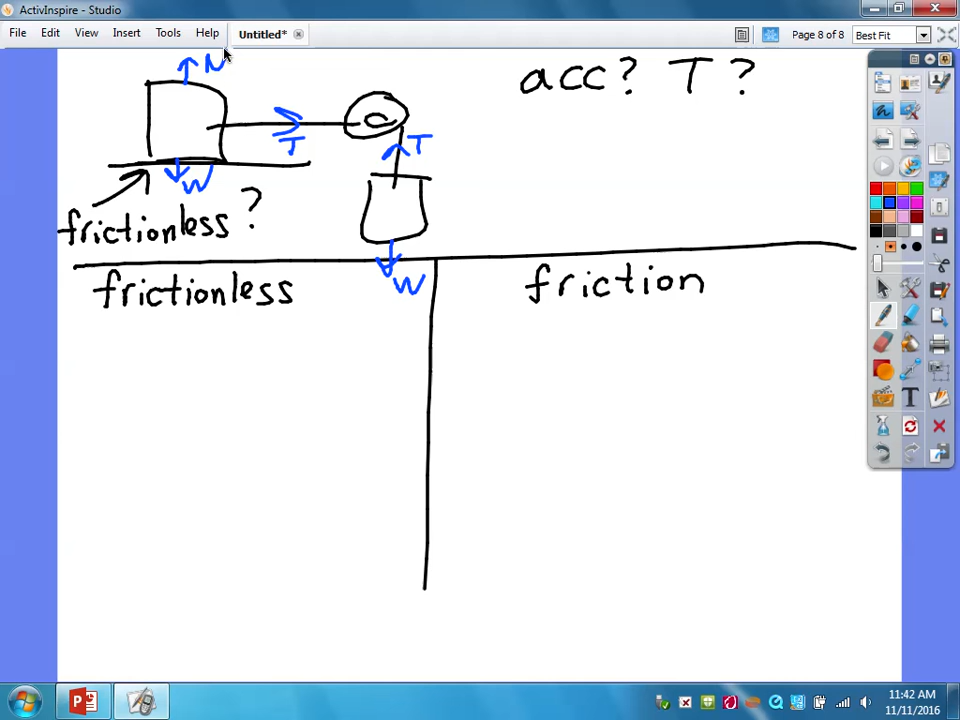 ActivInspire - Studio
File Edit View Insert Tools Help
Untitled*
Page 8 of 8
Best Fit
N
acc? T ?
T
T
W
frictionless ?
W
frictionless
friction
T
11:42 AM
11/11/2016